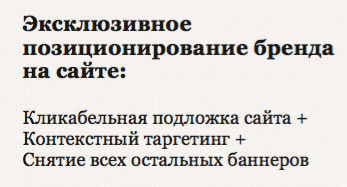 Эксклюзивное
позиционирование бренда
на сайте:
Кликабельная подложка сайта +
Контекстный таргетинг +
Снятие всех остальных баннеров